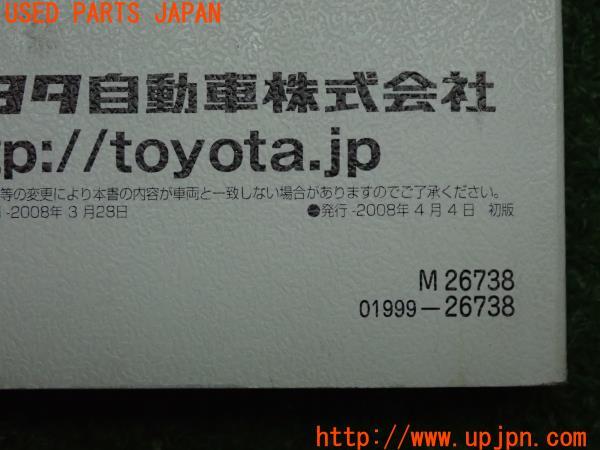 USED PARTS JAPAN
ヨタ自動車株式会社
p://toyota.jp
等の変更により本書の内容が車両と一致しない場合がありますのでご了承ください。
-2008年 3 月28日 発行 -2008年 4 月 4 日 初版
M 26738
01999-26738
http://www.upjpn.com